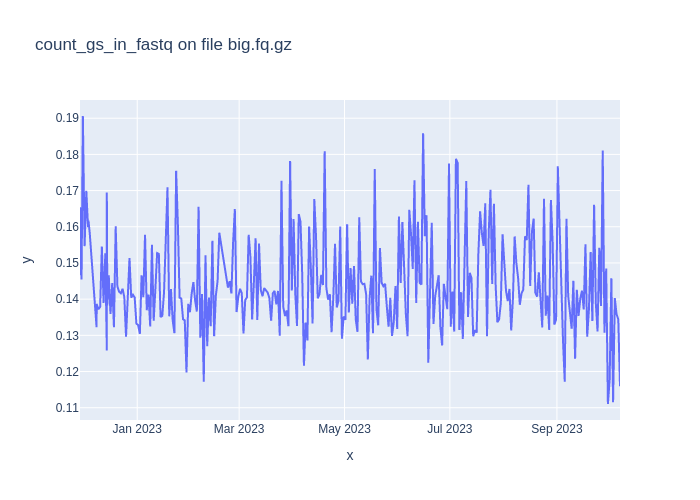 count_gs_in_fastq on file big.fq.gz
0.19
0.18
0.17
0.16
0.15
0.14
0.13
0.12
0.11
y
Jan 2023
Mar 2023
May 2023
Jul 2023
Sep 2023
x